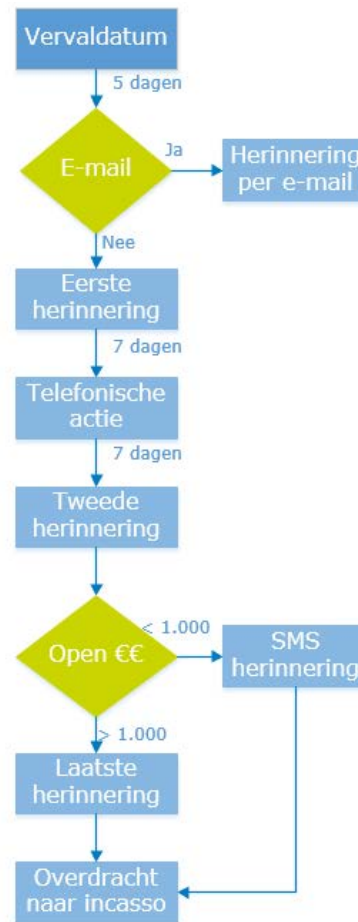 Vervaldatum
5 dagen
E-mail
Ja
Herinnering
per e-mail
Nee
Eerste
herinnering
7 dagen
Telefonische
actie
7 dagen
Tweede
herinnering
Open €€
< 1.000
SMS
herinnering
> 1.000
Laatste
herinnering
Overdracht
naar incasso